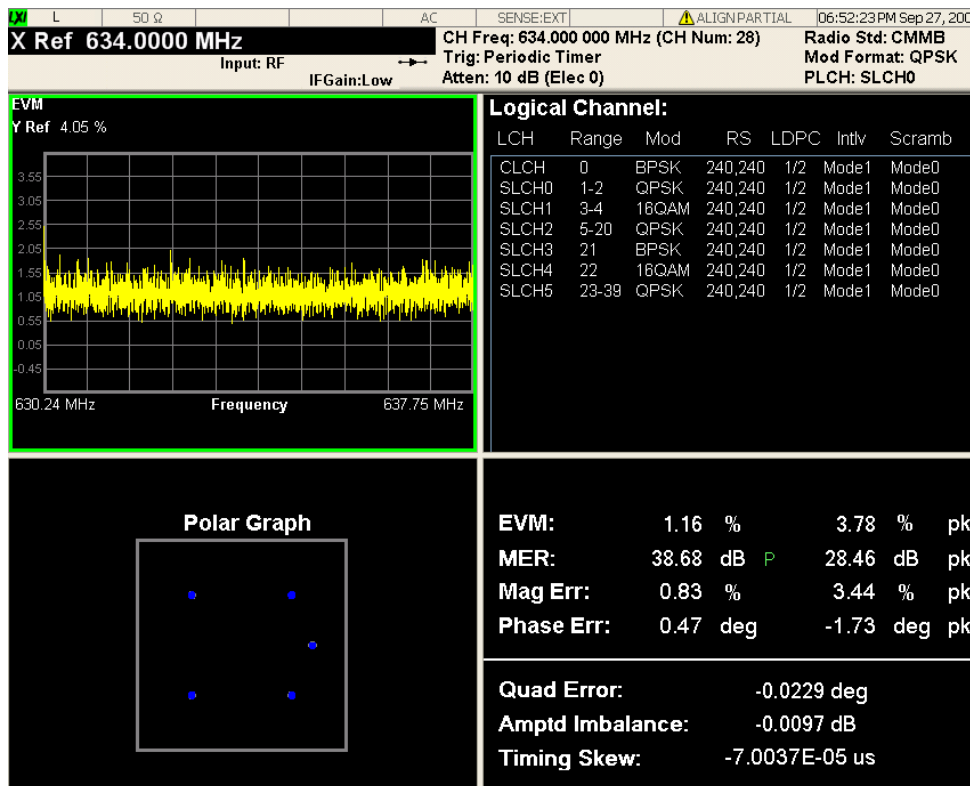 LXI L 50 Ω AC SENSE:EXT ALIGN PARTIAL 06:52:23 PM Sep 27, 200
X Ref 634.0000 MHz
Input: RF
IFGain:Low
CH Freq: 634.000 000 MHz (CH Num: 28)
Trig: Periodic Timer
Atten: 10 dB (Elec 0)
Radio Std: CMMB
Mod Format: QPSK
PLCH: SLCH0
EVM
Y Ref 4.05 %
3.55
3.05
2.55
2.05
1.55
1.05
0.55
0.05
-0.45
630.24 MHz Frequency 637.75 MHz
Logical Channel:
LCH Range Mod RS LDPC Intlv Scramb
CLCH 0 BPSK 240,240 1/2 Mode1 Mode0
SLCH0 1-2 QPSK 240,240 1/2 Mode1 Mode0
SLCH1 3-4 16QAM 240,240 1/2 Mode1 Mode0
SLCH2 5-20 QPSK 240,240 1/2 Mode1 Mode0
SLCH3 21 BPSK 240,240 1/2 Mode1 Mode0
SLCH4 22 16QAM 240,240 1/2 Mode1 Mode0
SLCH5 23-39 QPSK 240,240 1/2 Mode1 Mode0
Polar Graph
EVM: 1.16 % 3.78 % pk
MER: 38.68 dB P 28.46 dB pk
Mag Err: 0.83 % 3.44 % pk
Phase Err: 0.47 deg -1.73 deg pk
Quad Error: -0.0229 deg
Amptd Imbalance: -0.0097 dB
Timing Skew: -7.0037E-05 us